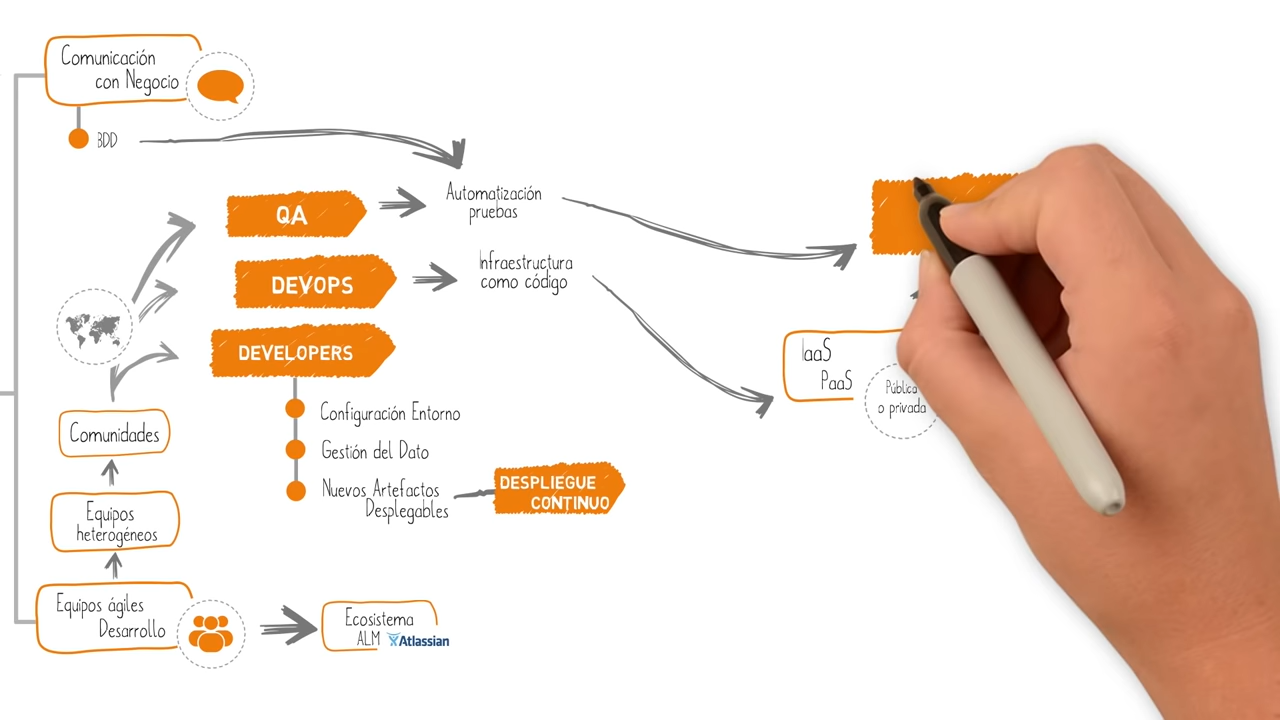 Comunicación
con Negocio
BDD
QA
Automatización
pruebas
DEVOPS
Infraestructura
como código
DEVELOPERS
Configuración Entorno
Gestión del Dato
Nuevos Artefactos
Desplegables
DESPLIEGUE
CONTINUO
IaaS
PaaS
Pública
o privada
Comunidades
Equipos
heterogéneos
Equipos ágiles
Desarrollo
Ecosistema
ALM Atlassian